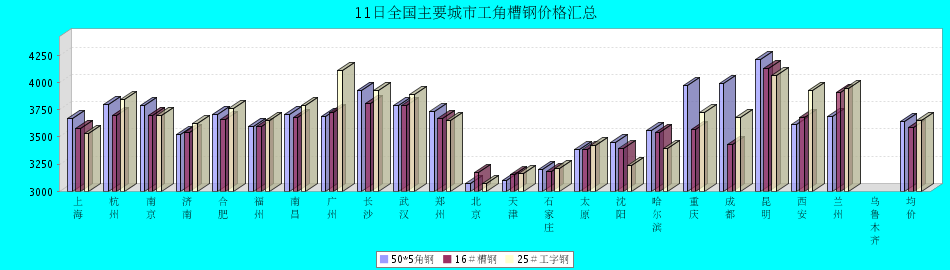 11日全国主要城市工角槽钢价格汇总
4250
4000
3750
3500
3250
3000
上海
杭州
南京
济南
合肥
福州
南昌
广州
长沙
武汉
郑州
北京
天津
石家庄
太原
沈阳
哈尔滨
重庆
成都
昆明
西安
兰州
乌鲁木齐
均价
50*5角钢 16#槽钢 25#工字钢